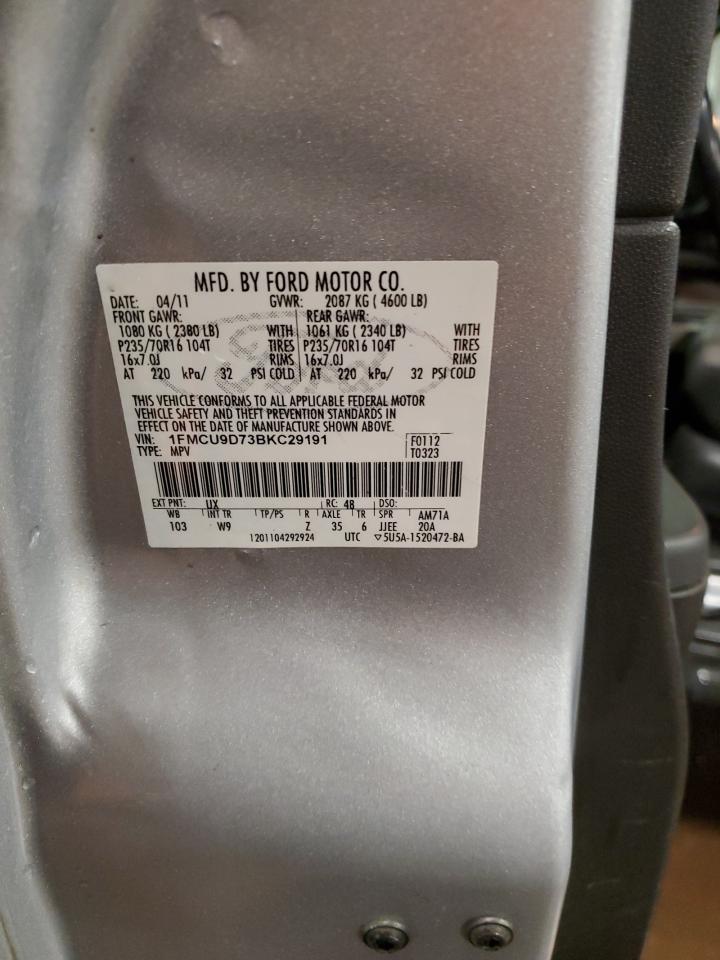 MFD. BY FORD MOTOR CO.
DATE: 04/11 GVWR: 2087 KG ( 4600 LB)
FRONT GAWR: REAR GAWR:
1080 KG ( 2380 LB) WITH 1061 KG ( 2340 LB) WITH
P235/70R16 104T TIRES P235/70R16 104T TIRES
16x7.0J RIMS 16x7.0J RIMS
AT 220 kPa/ 32 PSI COLD AT 220 kPa/ 32 PSI COLD
THIS VEHICLE CONFORMS TO ALL APPLICABLE FEDERAL MOTOR
VEHICLE SAFETY AND THEFT PREVENTION STANDARDS IN
EFFECT ON THE DATE OF MANUFACTURE SHOWN ABOVE.
VIN: 1FMCU9D73BKC29191 F0112
TYPE: MPV T0323
EXT PNT: UX RC: 48 DSO:
WB INT TR TP/PS R AXLE TR SPR AM71A
103 W9 Z 35 6 JJEE 20A
1201104292924 UTC ▽5U5A-1520472-BA